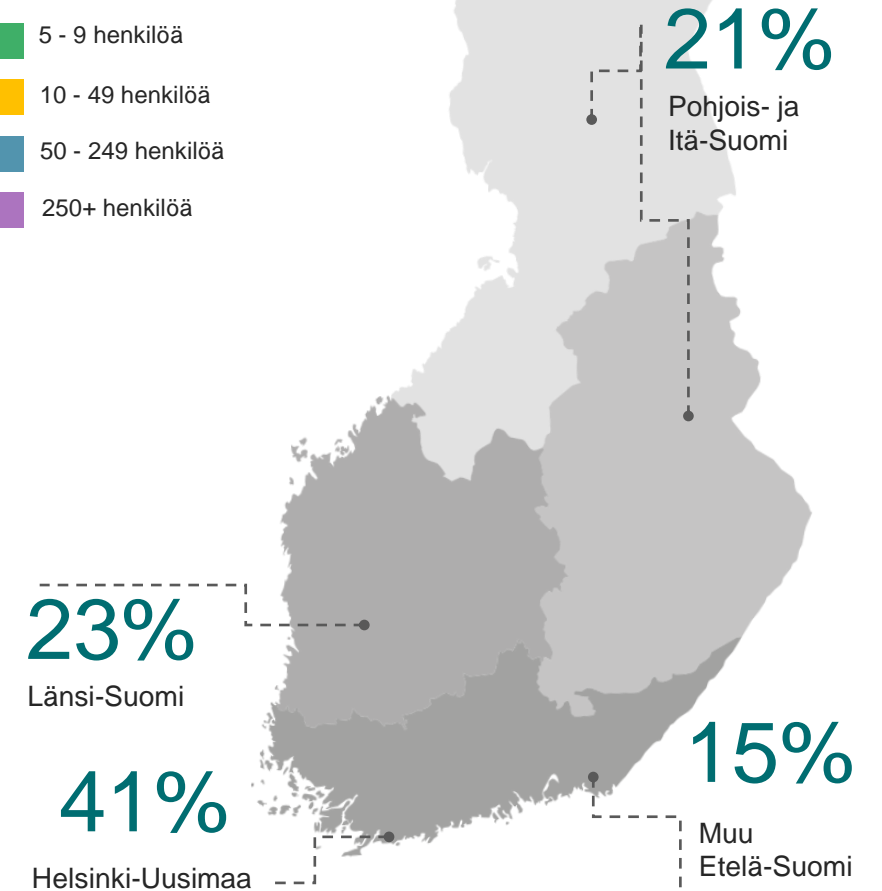 5 - 9 henkilöä
10 - 49 henkilöä
50 - 249 henkilöä
250+ henkilöä
21%
Pohjois- ja
Itä-Suomi
23%
Länsi-Suomi
41%
Helsinki-Uusimaa
15%
Muu
Etelä-Suomi